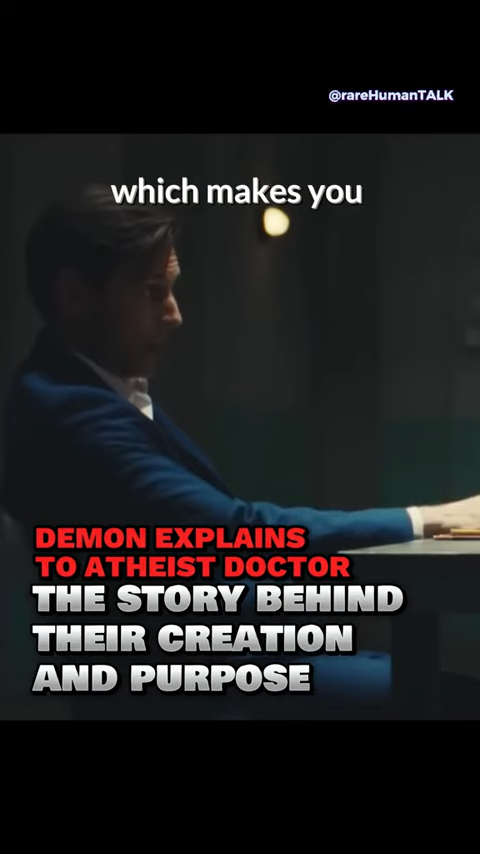 @rareHumanTALK
which makes you
DEMON EXPLAINS
TO ATHEIST DOCTOR
THE STORY BEHIND
THEIR CREATION
AND PURPOSE